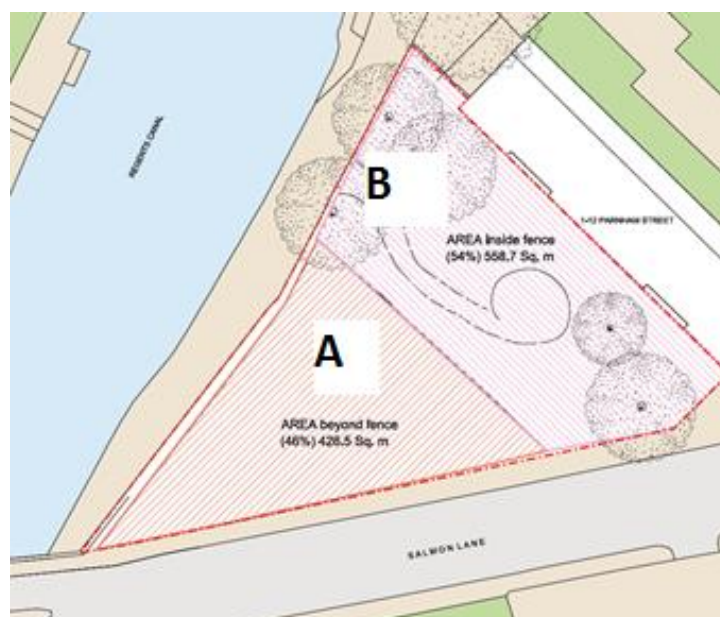 REGENTS CANAL
B
1-12 PARNHAM STREET
AREA inside fence
(54%) 558.7 Sq. m
A
AREA beyond fence
(46%) 428.5 Sq. m
SALMON LANE